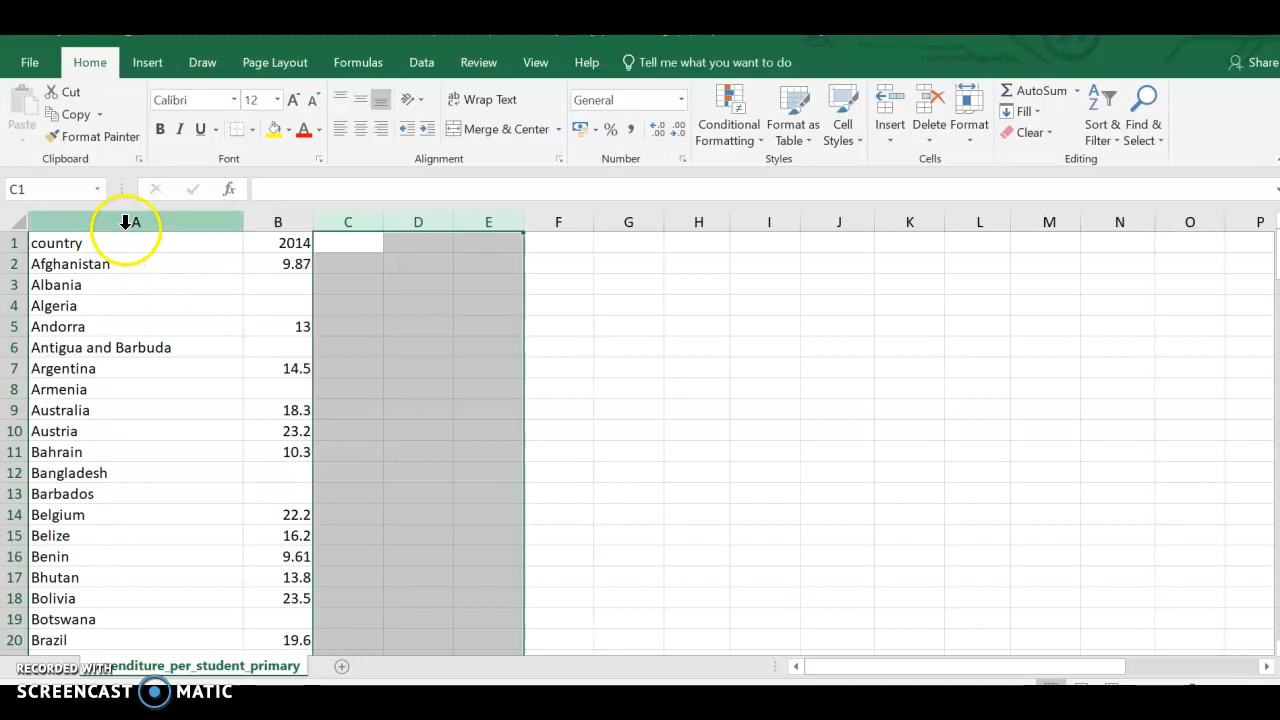 File Home Insert Draw Page Layout Formulas Data Review View Help Tell me what you want to do Share
Paste Cut Copy Format Painter Clipboard
Calibri 12 B I U Font
Wrap Text Merge & Center Alignment
General % Number
Conditional Formatting Format as Table Cell Styles Styles
Insert Delete Format Cells
AutoSum Fill Clear Sort & Filter Find & Select Editing
C1 fx
A B C D E F G H I J K L M N O P
1 country 2014
2 Afghanistan 9.87
3 Albania
4 Algeria
5 Andorra 13
6 Antigua and Barbuda
7 Argentina 14.5
8 Armenia
9 Australia 18.3
10 Austria 23.2
11 Bahrain 10.3
12 Bangladesh
13 Barbados
14 Belgium 22.2
15 Belize 16.2
16 Benin 9.61
17 Bhutan 13.8
18 Bolivia 23.5
19 Botswana
20 Brazil 19.6
enditure_per_student_primary
RECORDED WITH
SCREENCAST MATIC